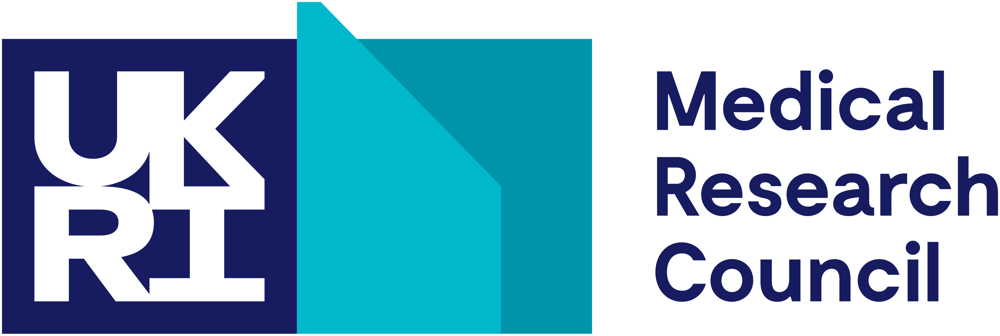 UK
RI
Medical
Research
Council